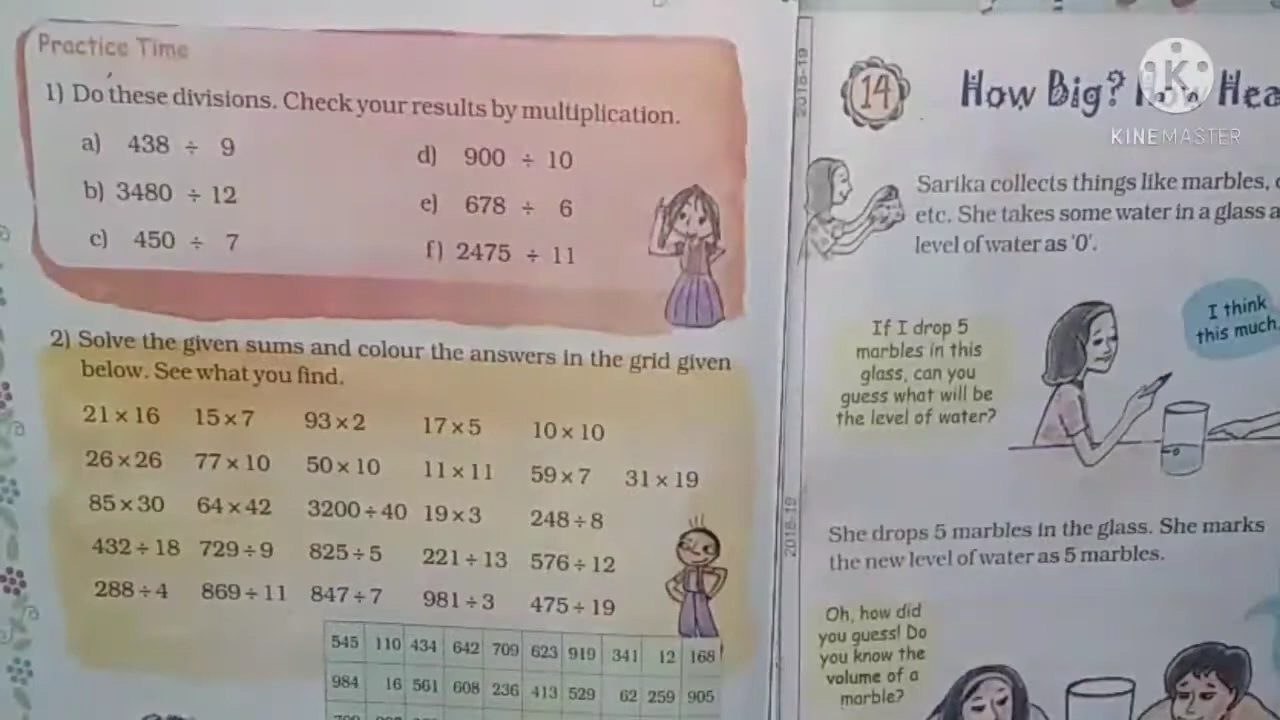 Practice Time
1) Do these divisions. Check your results by multiplication.
a) 438 ÷ 9
d) 900 ÷ 10
b) 3480 ÷ 12
e) 678 ÷ 6
c) 450 ÷ 7
f) 2475 ÷ 11
2) Solve the given sums and colour the answers in the grid given
below. See what you find.
21 × 16 15 × 7 93 × 2 17 × 5 10 × 10
26 × 26 77 × 10 50 × 10 11 × 11 59 × 7 31 × 19
85 × 30 64 × 42 3200 ÷ 40 19 × 3 248 ÷ 8
432 ÷ 18 729 ÷ 9 825 ÷ 5 221 ÷ 13 576 ÷ 12
288 ÷ 4 869 ÷ 11 847 ÷ 7 981 ÷ 3 475 ÷ 19
545 110 434 642 709 623 919 341 12 168
984 16 561 608 236 413 529 62 259 905
2018-19
2018-19
14 How Big? Hea
K
KINEMASTER
Sarika collects things like marbles,
etc. She takes some water in a glass a
level of water as '0'.
If I drop 5
marbles in this
glass, can you
guess what will be
the level of water?
I think
this much.
She drops 5 marbles in the glass. She marks
the new level of water as 5 marbles.
Oh, how did
you guess! Do
you know the
volume of a
marble?